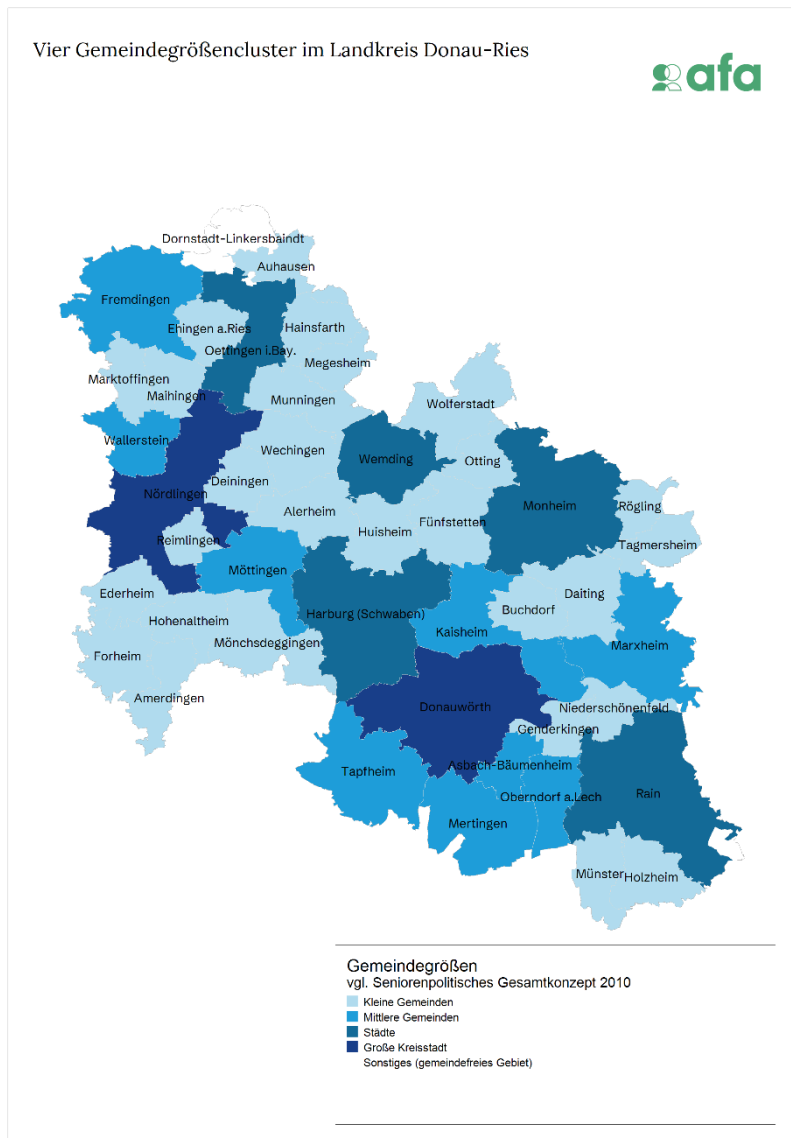 Vier Gemeindegrößencluster im Landkreis Donau-Ries
afa
Dornstadt-Linkersbaindt
Auhausen
Fremdingen
Ehingen a.Ries
Hainsfarth
Oettingen i.Bay.
Megesheim
Marktoffingen
Maihingen
Munningen
Wolferstadt
Wallerstein
Wechingen
Wemding
Otting
Deiningen
Nördlingen
Monheim
Rögling
Alerheim
Fünfstetten
Huisheim
Reimlingen
Tagmersheim
Möttingen
Ederheim
Daiting
Buchdorf
Harburg (Schwaben)
Hohenaltheim
Kaisheim
Mönchsdeggingen
Marxheim
Forheim
Amerdingen
Donauwörth
Niederschönenfeld
Genderkingen
Asbach-Bäumenheim
Tapfheim
Rain
Oberndorf a.Lech
Mertingen
Münster
Holzheim
Gemeindegrößen
vgl. Seniorenpolitisches Gesamtkonzept 2010
Kleine Gemeinden
Mittlere Gemeinden
Städte
Große Kreisstadt
Sonstiges (gemeindefreies Gebiet)